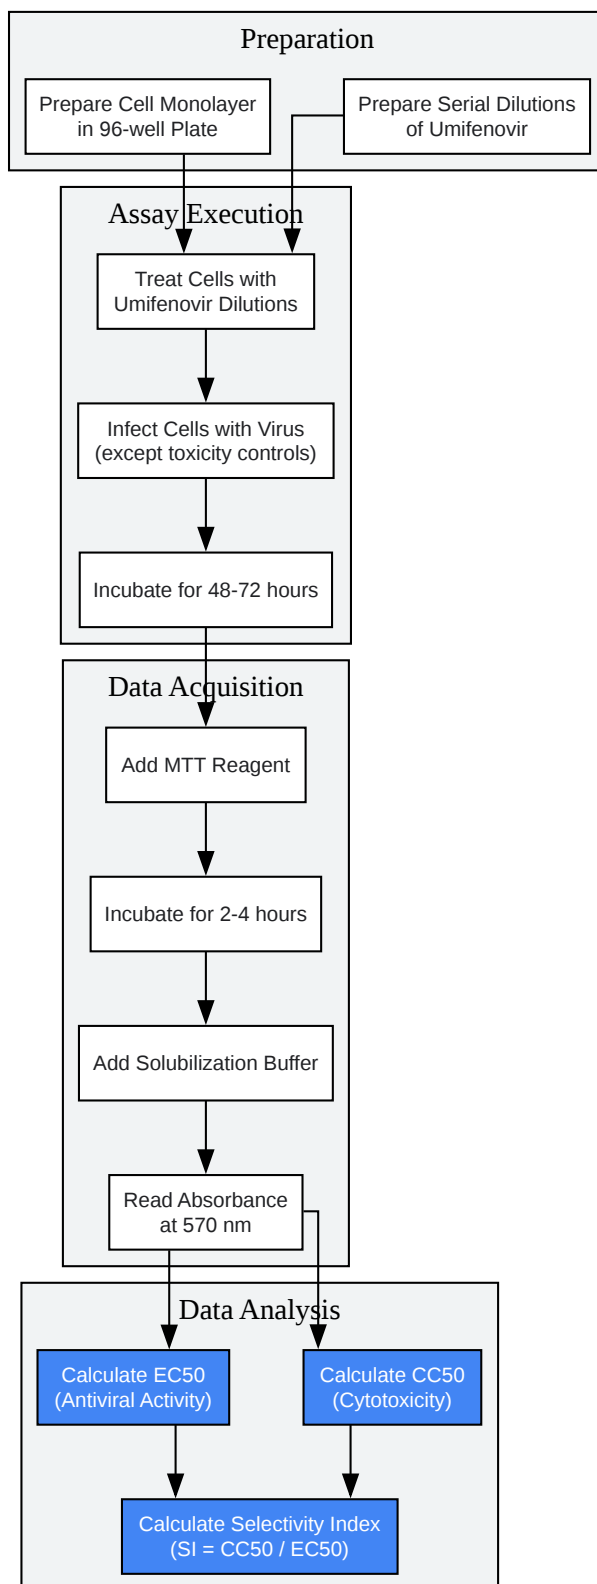 Preparation
Prepare Cell Monolayer
in 96-well Plate
Prepare Serial Dilutions
of Umifenovir
Assay Execution
Treat Cells with
Umifenovir Dilutions
Infect Cells with Virus
(except toxicity controls)
Incubate for 48-72 hours
Data Acquisition
Add MTT Reagent
Incubate for 2-4 hours
Add Solubilization Buffer
Read Absorbance
at 570 nm
Data Analysis
Calculate EC50
(Antiviral Activity)
Calculate CC50
(Cytotoxicity)
Calculate Selectivity Index
(SI = CC50 / EC50)